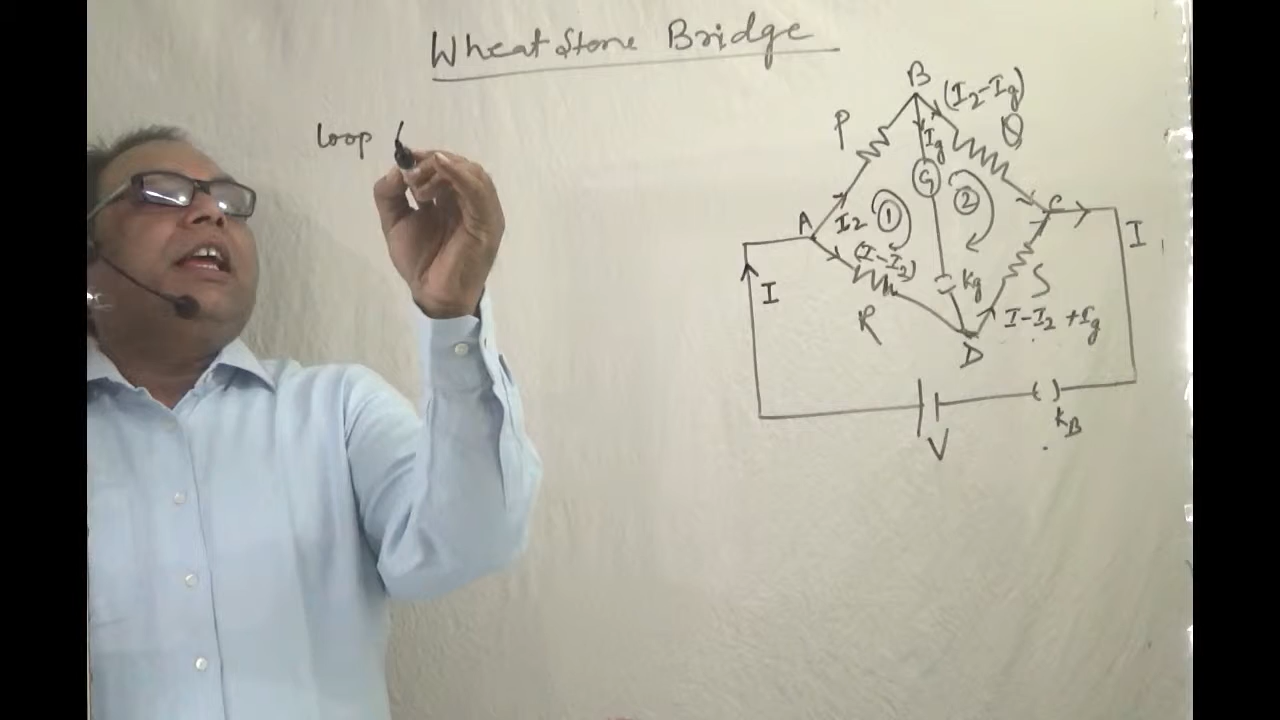 WheatStone Bridge
loop
B
(I₂-Ig)
P
Q
Ig
G
A
I₂
1
2
C
I
(I-I₂)
I
Kg
S
R
I-I₂+Ig
D
KB
V